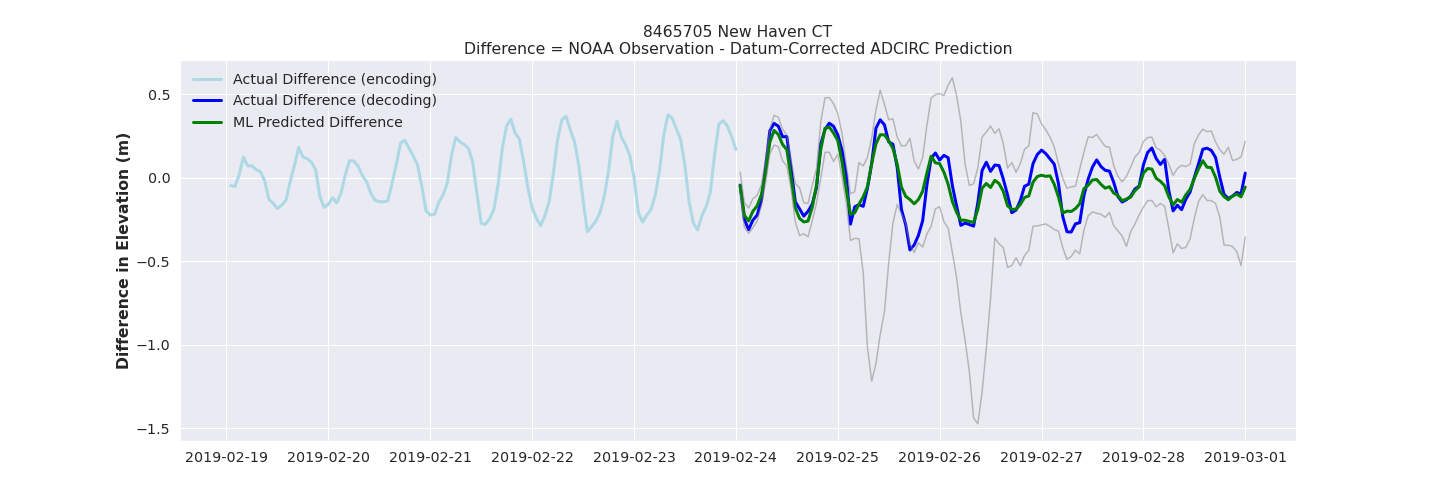 8465705 New Haven CT
Difference = NOAA Observation - Datum-Corrected ADCIRC Prediction
Actual Difference (encoding)
Actual Difference (decoding)
ML Predicted Difference
Difference in Elevation (m)
0.5
0.0
−0.5
−1.0
−1.5
2019-02-19 2019-02-20 2019-02-21 2019-02-22 2019-02-23 2019-02-24 2019-02-25 2019-02-26 2019-02-27 2019-02-28 2019-03-01